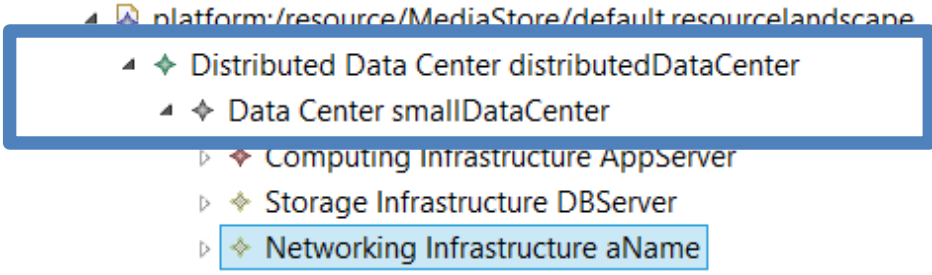 platform:/resource/MediaStore/default.resourcelandscape
Distributed Data Center distributedDataCenter
Data Center smallDataCenter
Computing Infrastructure AppServer
Storage Infrastructure DBServer
Networking Infrastructure aName